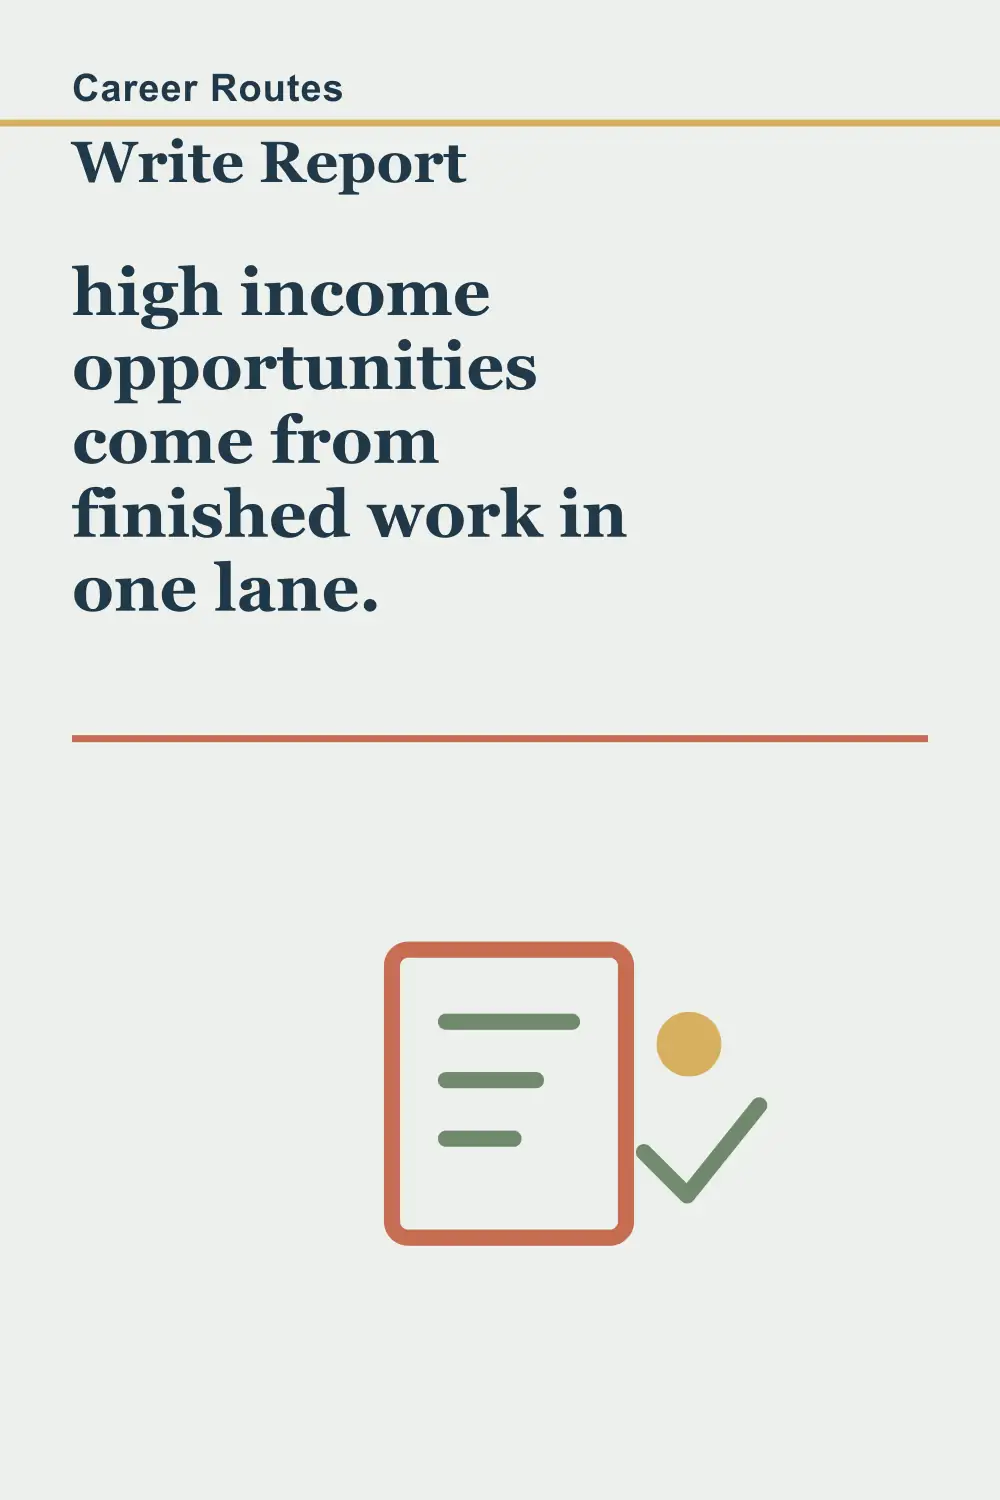 Career Routes
Write Report
high income
opportunities
come from
finished work in
one lane.